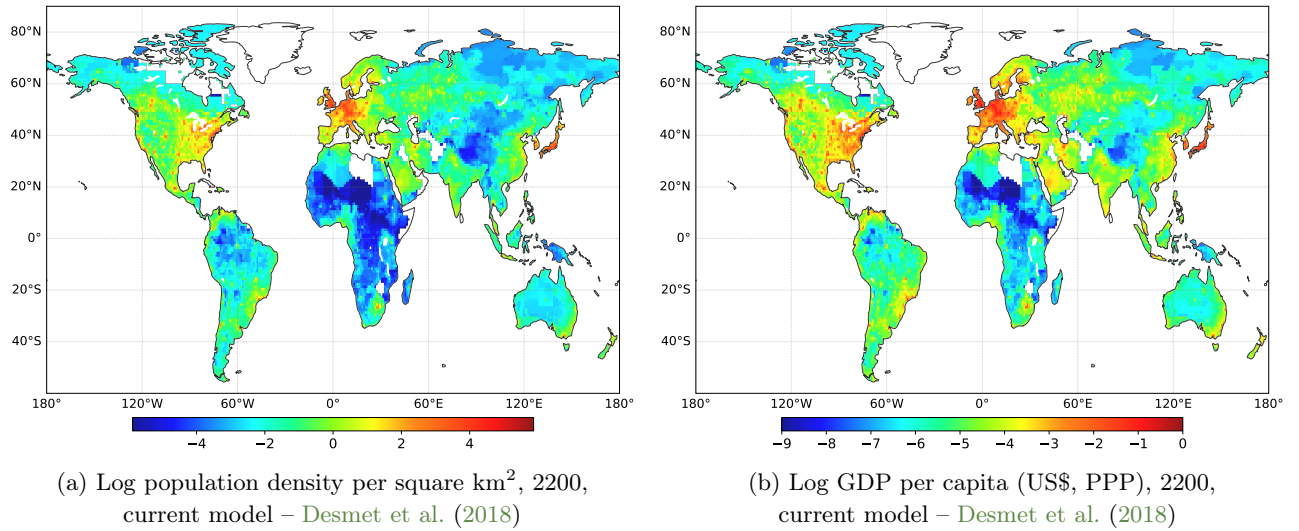 80°N
60°N
40°N
20°N
0°
20°S
40°S
180° 120°W 60°W 0° 60°E 120°E 180°
−4 −2 0 2 4
(a) Log population density per square km², 2200,
current model – Desmet et al. (2018)
80°N
60°N
40°N
20°N
0°
20°S
40°S
180° 120°W 60°W 0° 60°E 120°E 180°
−9 −8 −7 −6 −5 −4 −3 −2 −1 0
(b) Log GDP per capita (US$, PPP), 2200,
current model – Desmet et al. (2018)